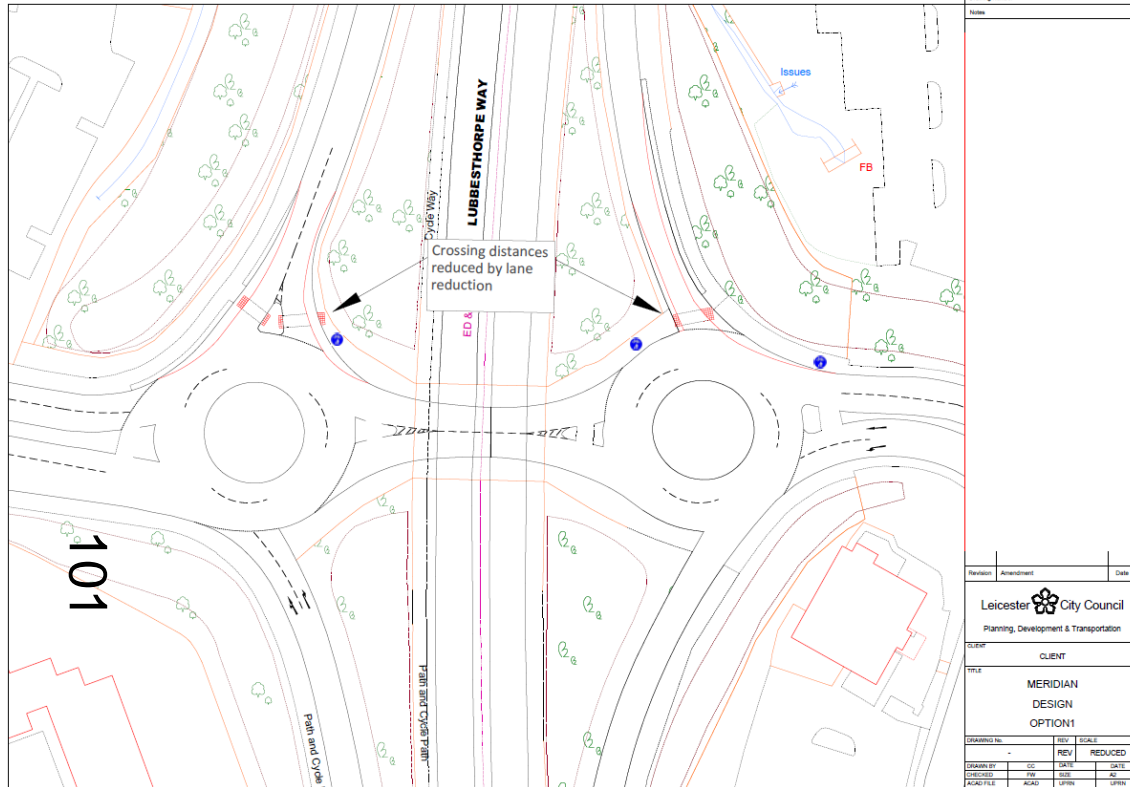 Notes
Issues
FB
LUBBESTHORPE WAY
Cycle Way
Crossing distances
reduced by lane
reduction
ED &
101
Path and Cycle
Path and Cycle Path
Revision Amendment Date
Leicester City Council
Planning, Development & Transportation
CLIENT
CLIENT
TITLE
MERIDIAN
DESIGN
OPTION1
DRAWING No. REV SCALE
- REV REDUCED
DRAWN BY CC DATE DATE
CHECKED FW SIZE A2
ACAD FILE ACAD UPRN UPRN